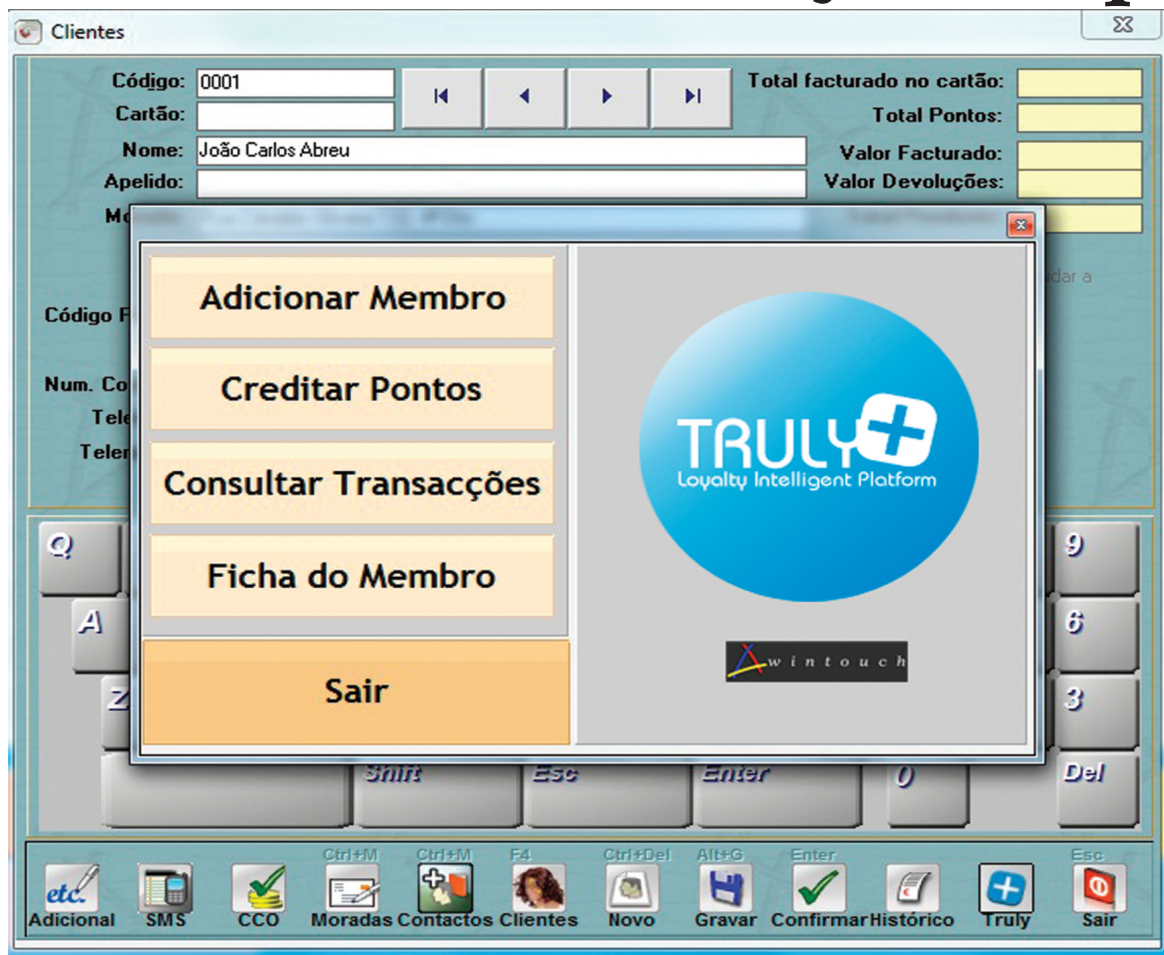 Clientes
Código: 0001
Total facturado no cartão:
Cartão:
Total Pontos:
Nome: João Carlos Abreu
Valor Facturado:
Apelido:
Valor Devoluções:
Adicionar Membro
dar a
Código
Creditar Pontos
Num. Co
Tele
TRULY+
Loyalty Intelligent Platform
Consultar Transacções
Q
9
Ficha do Membro
A
6
wintouch
Sair
Z
3
Shift Esc Enter 0 Del
Ctrl+M Ctrl+M F4 Ctrl+Del Alt+G Enter Esc
etc.
Adicional SMS CCO Moradas Contactos Clientes Novo Gravar Confirmar Histórico Truly Sair